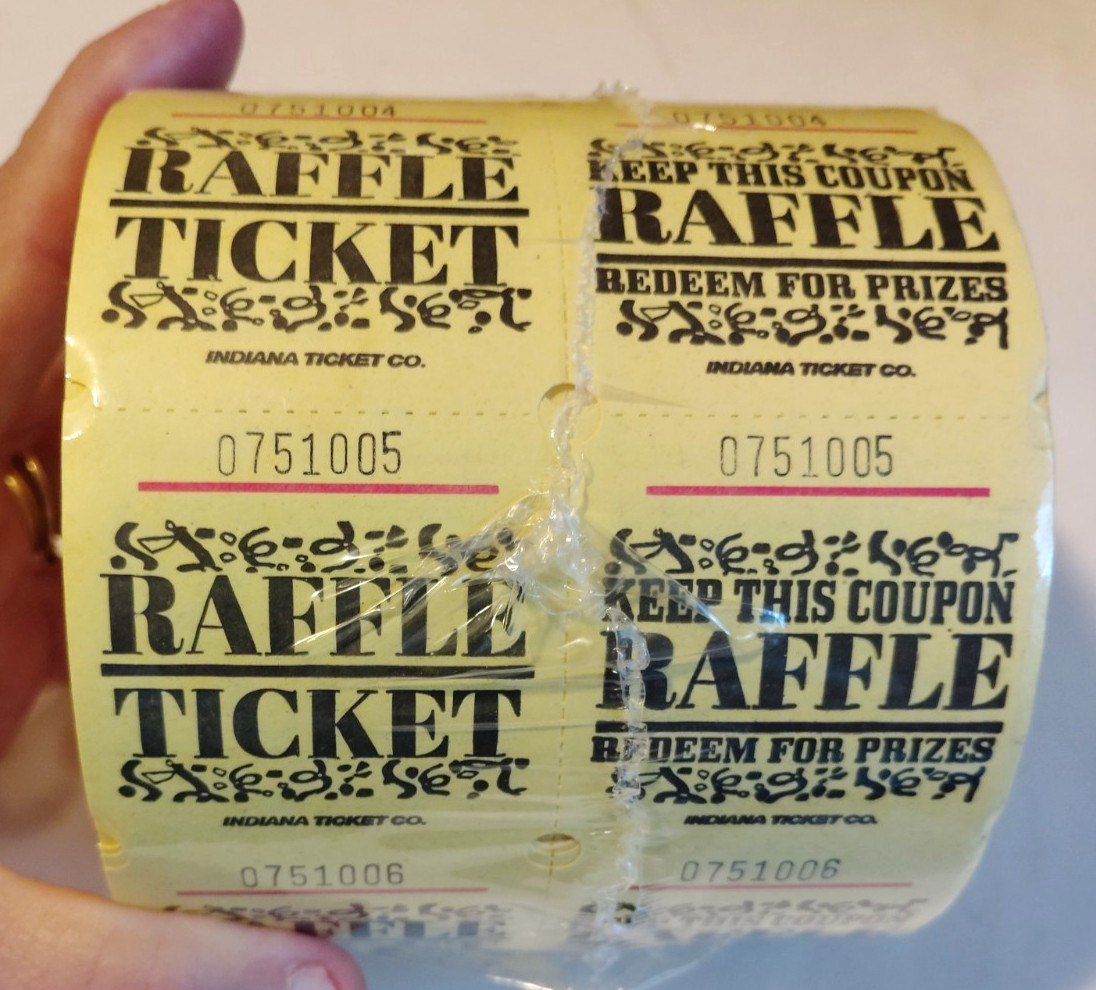 0751004
RAFFLE
TICKET
INDIANA TICKET CO.
0751004
KEEP THIS COUPON
RAFFLE
REDEEM FOR PRIZES
INDIANA TICKET CO.
0751005
RAFFLE
TICKET
INDIANA TICKET CO.
0751005
KEEP THIS COUPON
RAFFLE
REDEEM FOR PRIZES
INDIANA TICKET CO.
0751006
RAFFLE
0751006